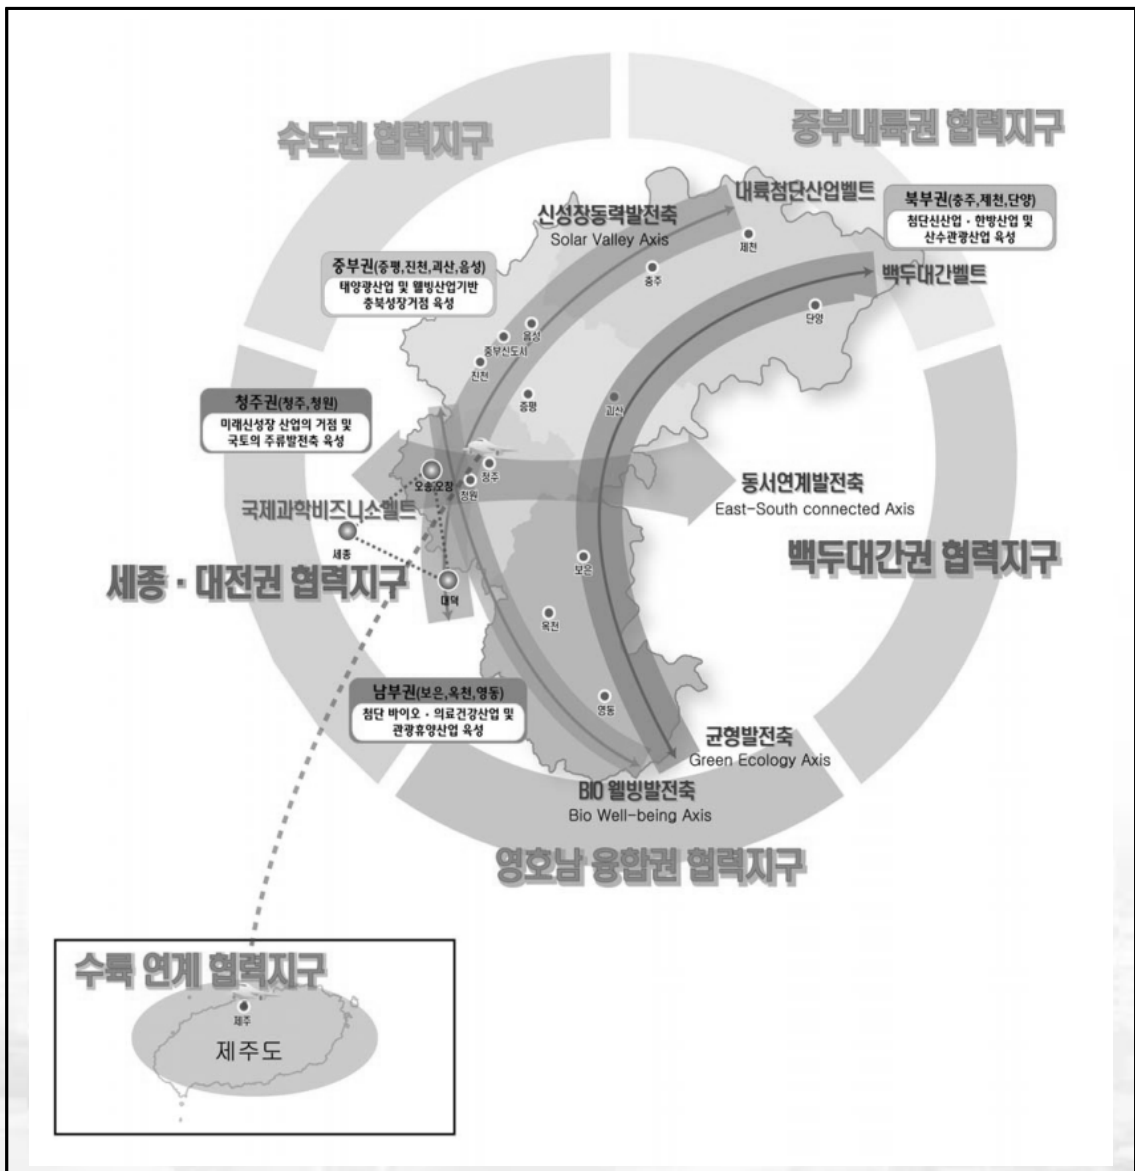 수도권 협력지구
중부내륙권 협력지구
내륙첨단산업벨트
북부권(충주,제천,단양)
첨단신산업 · 한방산업 및
산수관광산업 육성
신성장동력발전축
Solar Valley Axis
제천
중부권(증평,진천,괴산,음성)
태양광산업 및 웰빙산업기반
충북성장거점 육성
충주
백두대간벨트
단양
음성
중부신도시
진천
증평
괴산
청주권(청주,청원)
미래신성장 산업의 거점 및
국토의 주류발전축 육성
청주
오송,오창
청원
동서연계발전축
East-South connected Axis
국제과학비즈니스벨트
세종
백두대간권 협력지구
세종 · 대전권 협력지구
보은
대덕
옥천
남부권(보은,옥천,영동)
첨단 바이오 · 의료건강산업 및
관광휴양산업 육성
영동
균형발전축
Green Ecology Axis
BIO 웰빙발전축
Bio Well-being Axis
영호남 융합권 협력지구
수륙 연계 협력지구
제주
제주도